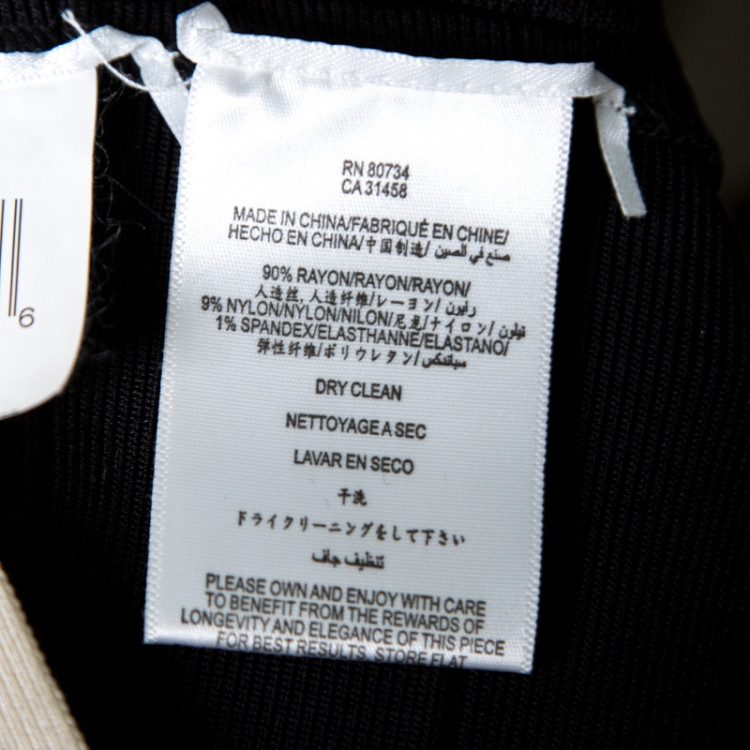 RN 80734
CA 31458
MADE IN CHINA/FABRIQUÉ EN CHINE/
HECHO EN CHINA/中国制造/ صنع في الصين
90% RAYON/RAYON/RAYON/
人造丝, 人造纤维/レーヨン/ رايون/
9% NYLON/NYLON/NILON/尼龙/ナイロン/ نيلون/
1% SPANDEX/ELASTHANNE/ELASTANO/
弹性纤维/ポリウレタン/ سباندكس
DRY CLEAN
NETTOYAGE A SEC
LAVAR EN SECO
干洗
ドライクリーニングをして下さい
تنظيف جاف
PLEASE OWN AND ENJOY WITH CARE
TO BENEFIT FROM THE REWARDS OF
LONGEVITY AND ELEGANCE OF THIS PIECE
FOR BEST RESULTS, STORE FLAT
6